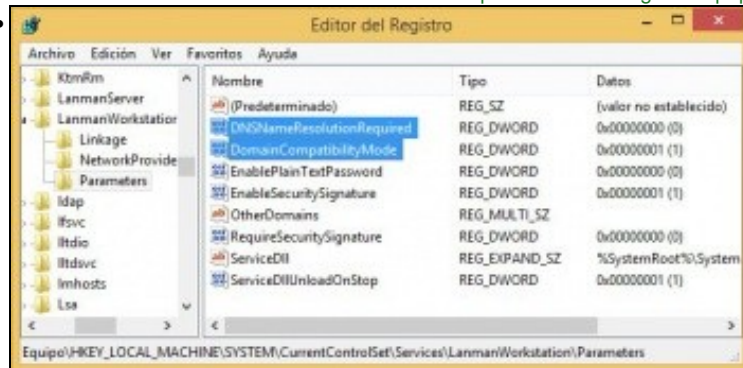 Editor del Registro
Archivo Edición Ver Favoritos Ayuda
KtmRm
LanmanServer
LanmanWorkstation
Linkage
NetworkProvide
Parameters
ldap
lfsvc
lltdio
lltdsvc
lmhosts
Lsa
Nombre Tipo Datos
(Predeterminado) REG_SZ (valor no establecido)
DNSNameResolutionRequired REG_DWORD 0x00000000 (0)
DomainCompatibilityMode REG_DWORD 0x00000001 (1)
EnablePlainTextPassword REG_DWORD 0x00000000 (0)
EnableSecuritySignature REG_DWORD 0x00000001 (1)
OtherDomains REG_MULTI_SZ
RequireSecuritySignature REG_DWORD 0x00000000 (0)
ServiceDll REG_EXPAND_SZ %SystemRoot%\System
ServiceDllUnloadOnStop REG_DWORD 0x00000001 (1)
Equipo\HKEY_LOCAL_MACHINE\SYSTEM\CurrentControlSet\Services\LanmanWorkstation\Parameters